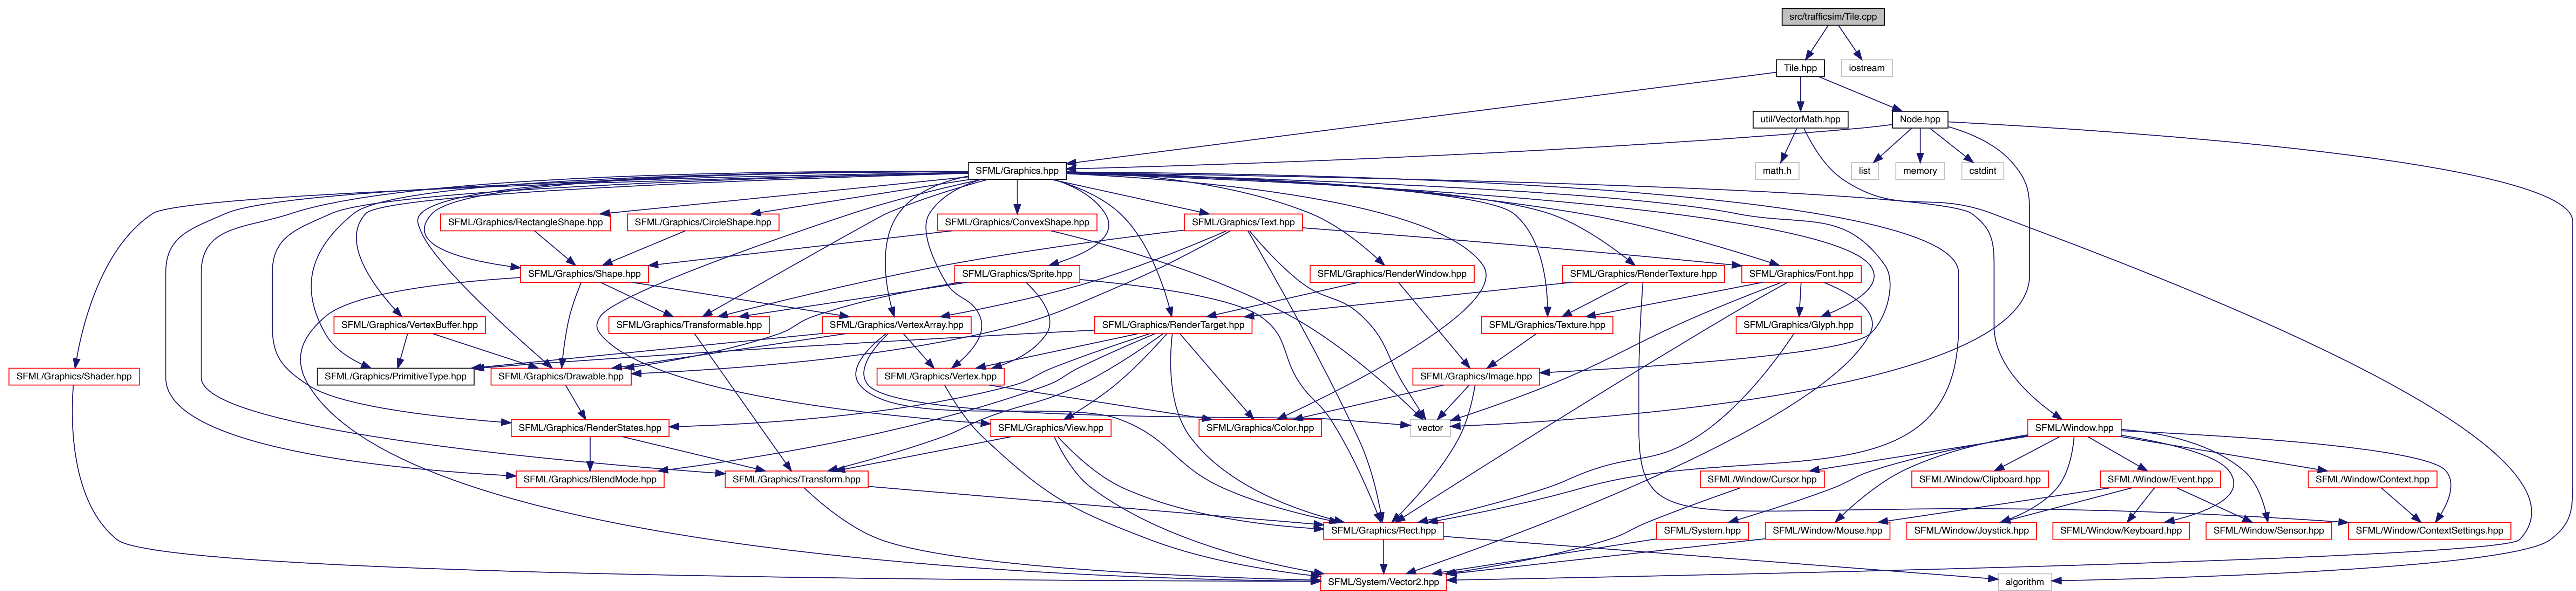 src/trafficsim/Tile.cpp
Tile.hpp
iostream
util/VectorMath.hpp
Node.hpp
SFML/Graphics.hpp
math.h
list
memory
cstdint
SFML/Graphics/RectangleShape.hpp
SFML/Graphics/CircleShape.hpp
SFML/Graphics/ConvexShape.hpp
SFML/Graphics/Text.hpp
SFML/Graphics/Shape.hpp
SFML/Graphics/Sprite.hpp
SFML/Graphics/RenderWindow.hpp
SFML/Graphics/RenderTexture.hpp
SFML/Graphics/Font.hpp
SFML/Graphics/VertexBuffer.hpp
SFML/Graphics/Transformable.hpp
SFML/Graphics/VertexArray.hpp
SFML/Graphics/RenderTarget.hpp
SFML/Graphics/Texture.hpp
SFML/Graphics/Glyph.hpp
SFML/Graphics/Shader.hpp
SFML/Graphics/PrimitiveType.hpp
SFML/Graphics/Drawable.hpp
SFML/Graphics/Vertex.hpp
SFML/Graphics/Image.hpp
SFML/Graphics/RenderStates.hpp
SFML/Graphics/View.hpp
SFML/Graphics/Color.hpp
vector
SFML/Window.hpp
SFML/Graphics/BlendMode.hpp
SFML/Graphics/Transform.hpp
SFML/Window/Cursor.hpp
SFML/Window/Clipboard.hpp
SFML/Window/Event.hpp
SFML/Window/Context.hpp
SFML/Graphics/Rect.hpp
SFML/System.hpp
SFML/Window/Mouse.hpp
SFML/Window/Joystick.hpp
SFML/Window/Keyboard.hpp
SFML/Window/Sensor.hpp
SFML/Window/ContextSettings.hpp
SFML/System/Vector2.hpp
algorithm